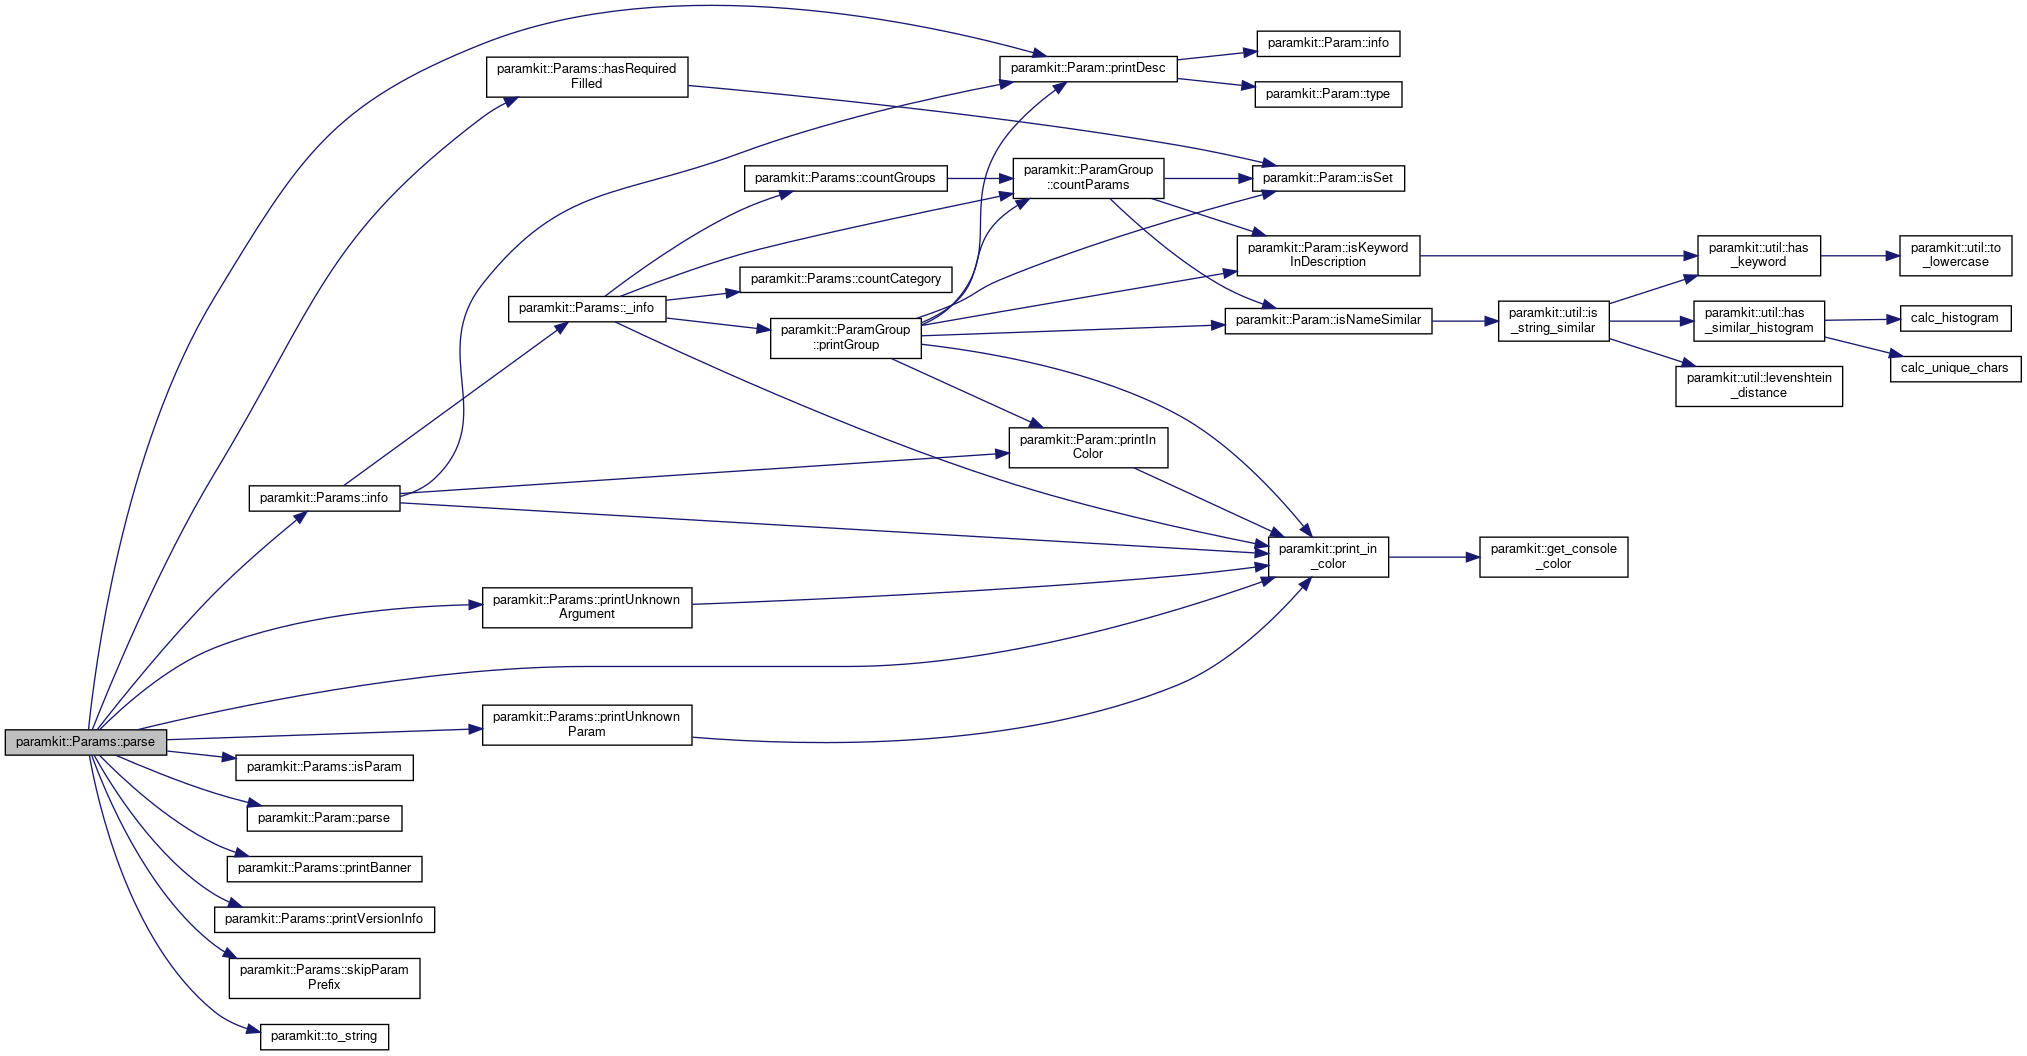 paramkit::Param::info
paramkit::Param::printDesc
paramkit::Params::hasRequired
Filled
paramkit::Param::type
paramkit::Params::countGroups
paramkit::ParamGroup
::countParams
paramkit::Param::isSet
paramkit::Param::isKeyword
InDescription
paramkit::util::has
_keyword
paramkit::util::to
_lowercase
paramkit::Params::countCategory
paramkit::Params::_info
paramkit::ParamGroup
::printGroup
paramkit::Param::isNameSimilar
paramkit::util::is
_string_similar
paramkit::util::has
_similar_histogram
calc_histogram
calc_unique_chars
paramkit::util::levenshtein
_distance
paramkit::Param::printIn
Color
paramkit::Params::info
paramkit::print_in
_color
paramkit::get_console
_color
paramkit::Params::printUnknown
Argument
paramkit::Params::printUnknown
Param
paramkit::Params::parse
paramkit::Params::isParam
paramkit::Param::parse
paramkit::Params::printBanner
paramkit::Params::printVersionInfo
paramkit::Params::skipParam
Prefix
paramkit::to_string